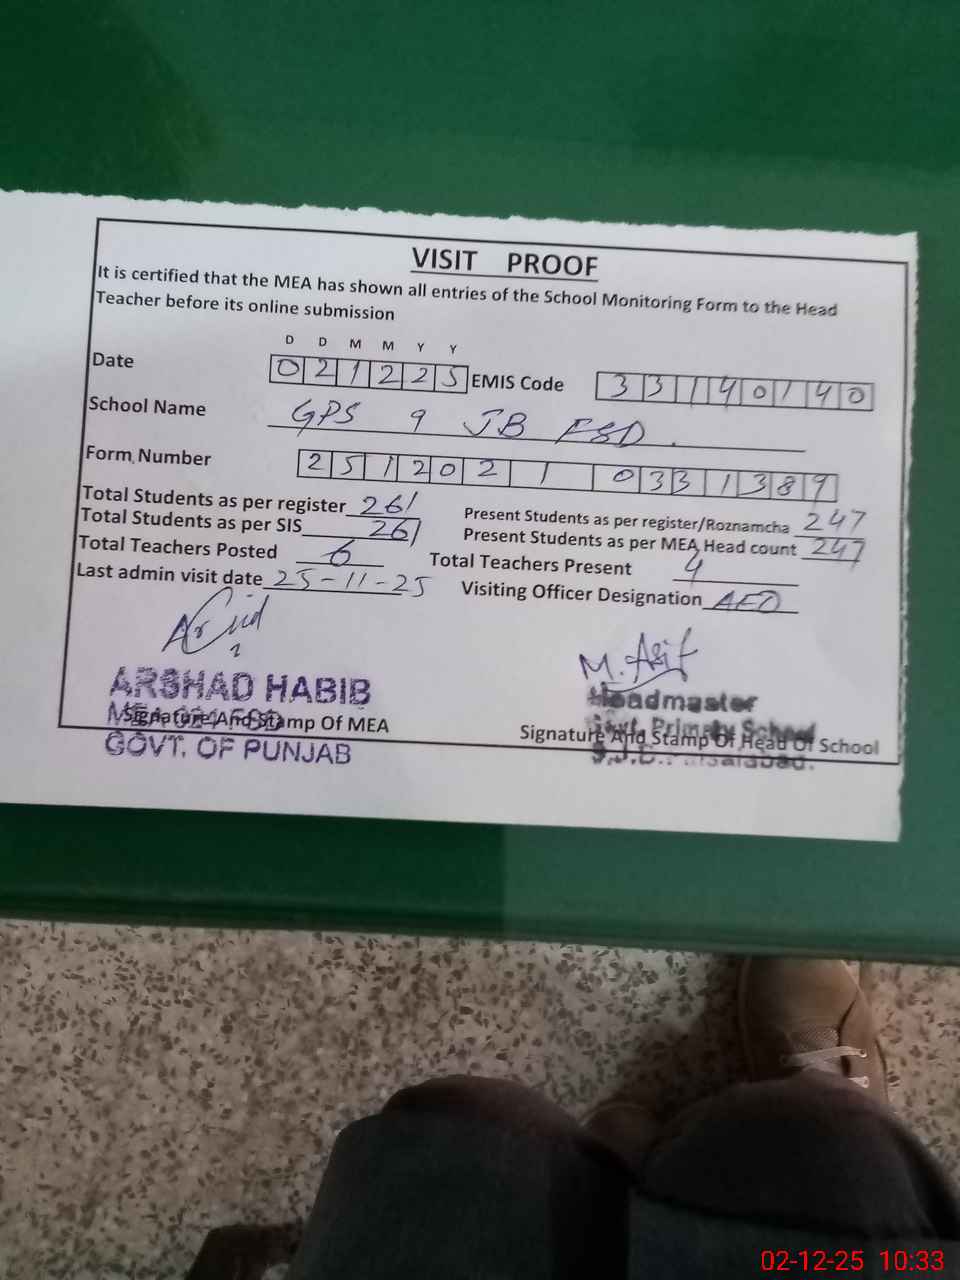 VISIT PROOF
It is certified that the MEA has shown all entries of the School Monitoring Form to the Head
Teacher before its online submission
D D M M Y Y
Date 0 2 1 2 2 5 EMIS Code 3 3 1 4 0 1 4 0
School Name GPS 9 JB FSD.
Form Number 2 5 1 2 0 2 1 0 3 3 1 3 8 9
Total Students as per register 261 Present Students as per register/Roznamcha 247
Total Students as per SIS 261 Present Students as per MEA Head count 247
Total Teachers Posted 6 Total Teachers Present 4
Last admin visit date 25-11-25 Visiting Officer Designation AEO
M. Asif
ARSHAD HABIB Headmaster
Govt. Primary School
Signature And Stamp Of MEA Signature And Stamp Of Head Of School
GOVT. OF PUNJAB Faisalabad.
02-12-25 10:33